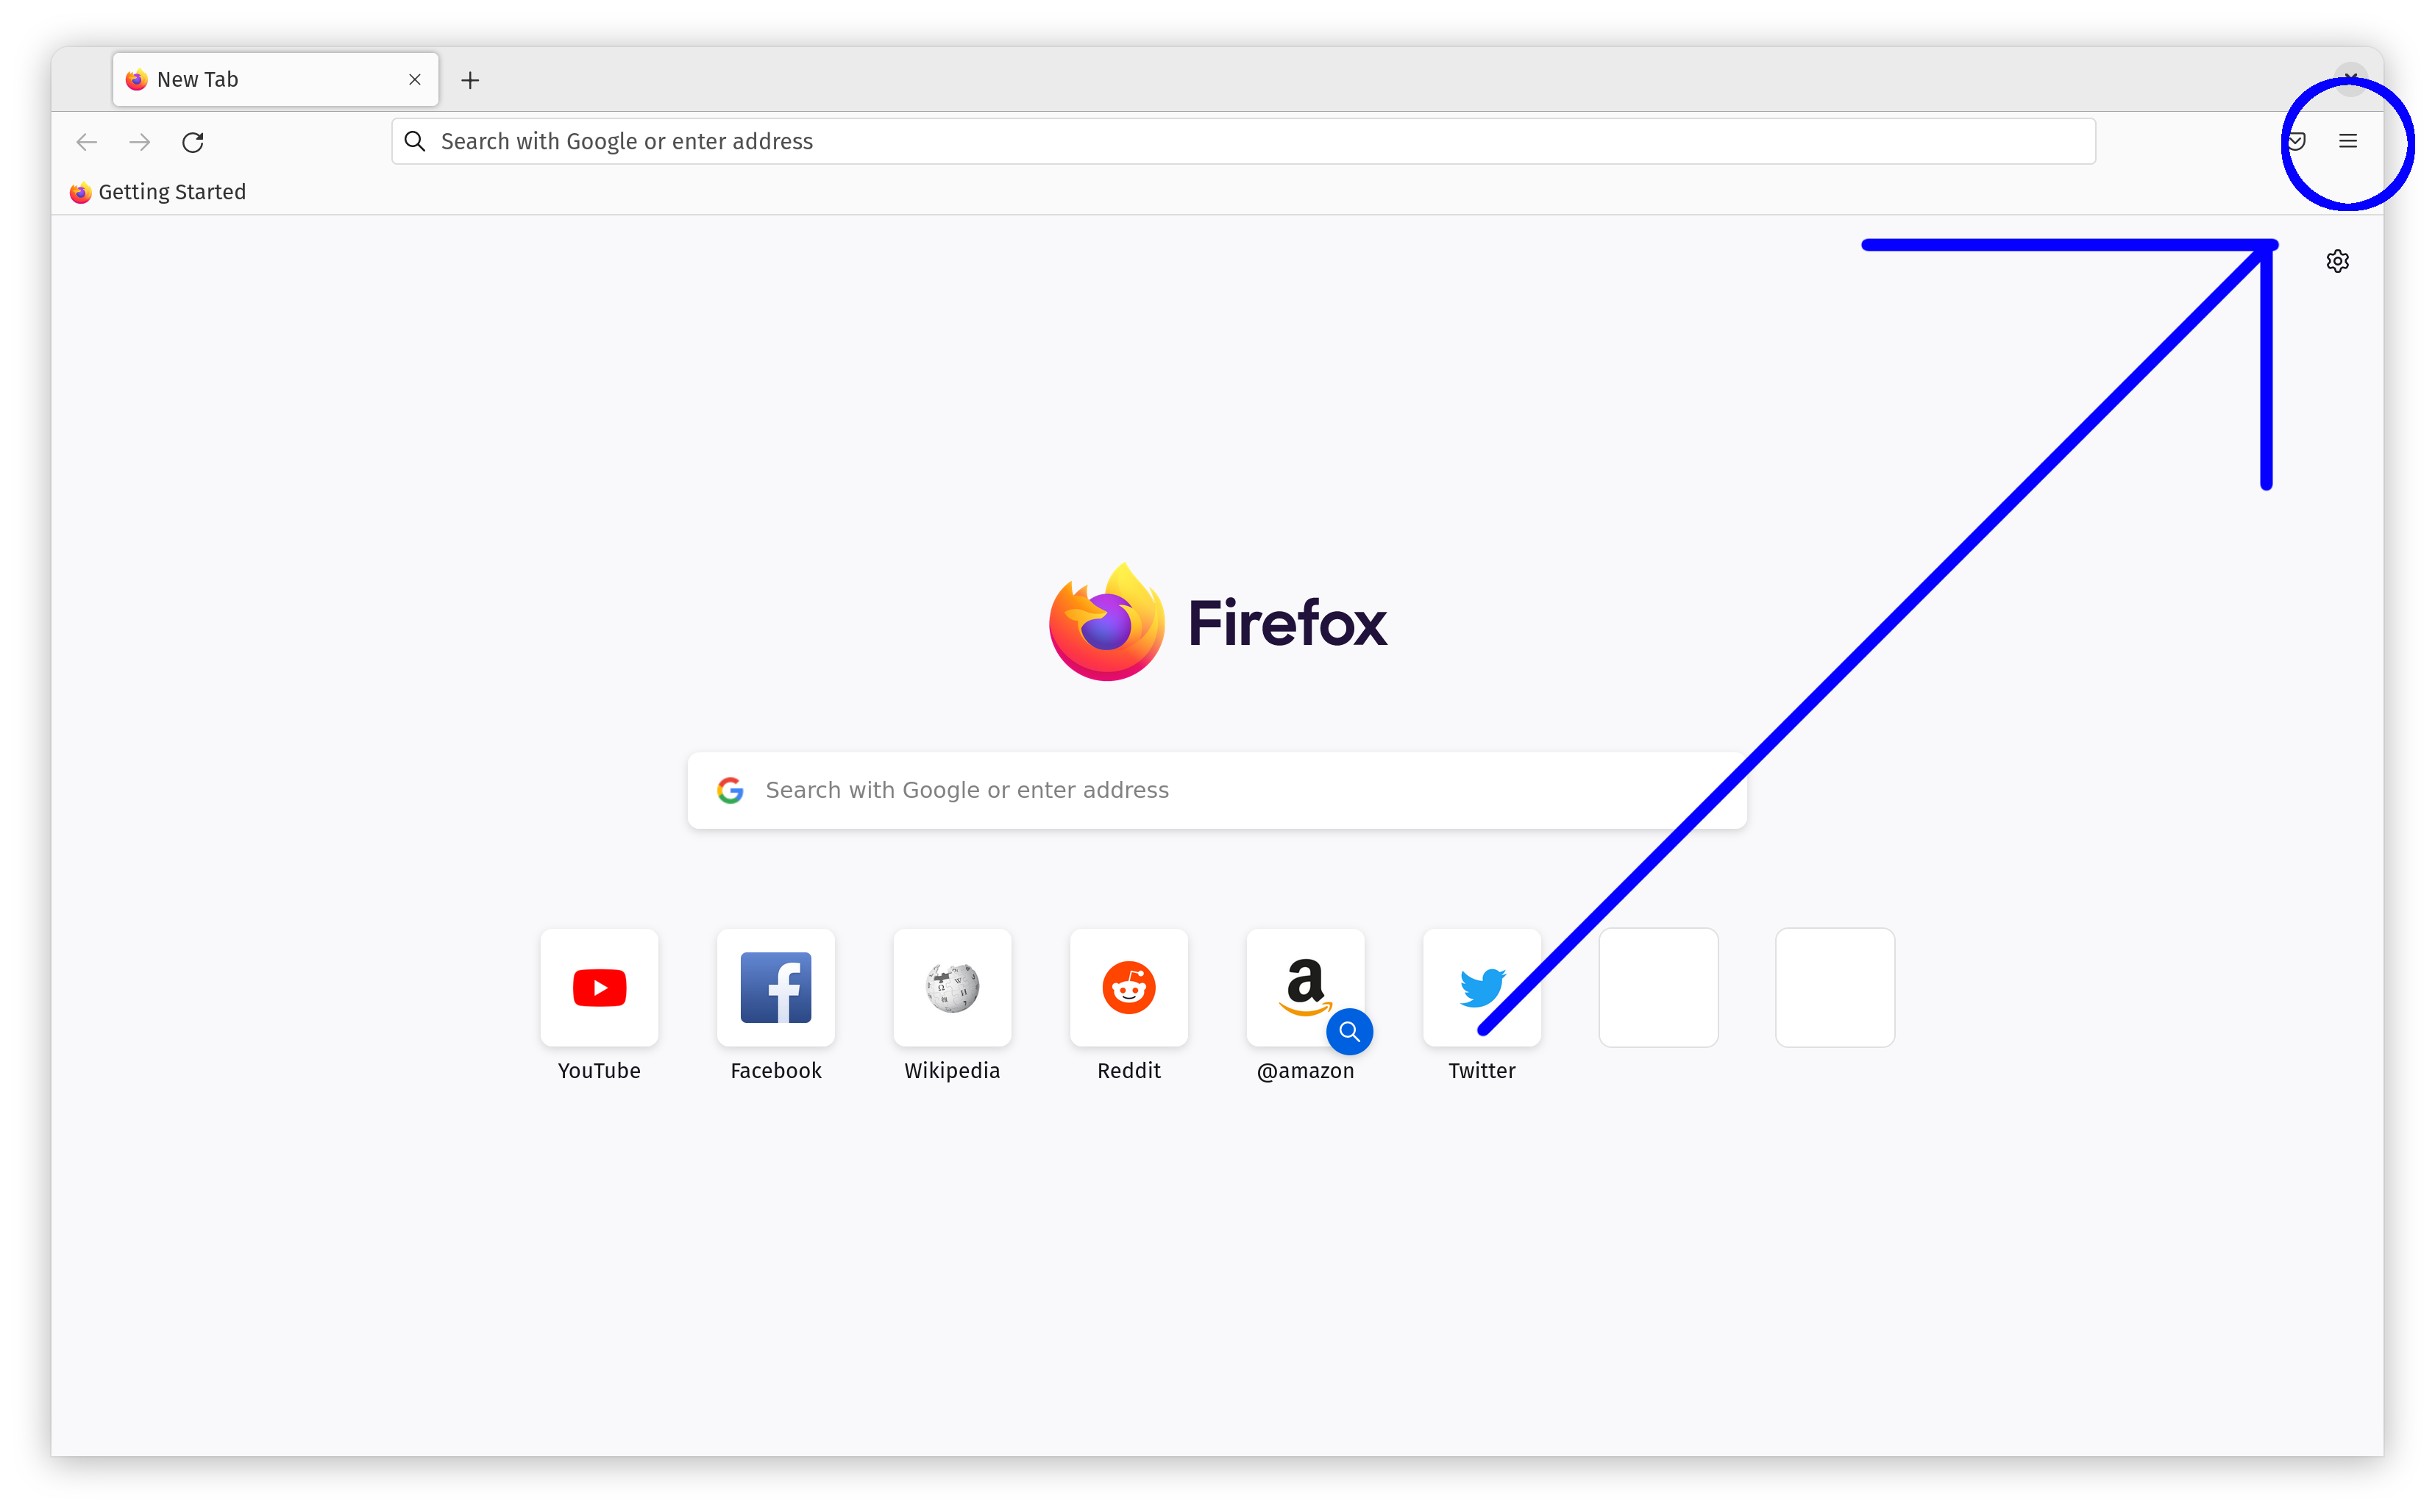 New Tab
Search with Google or enter address
Getting Started
Firefox
Search with Google or enter address
YouTube
Facebook
Wikipedia
Reddit
@amazon
Twitter